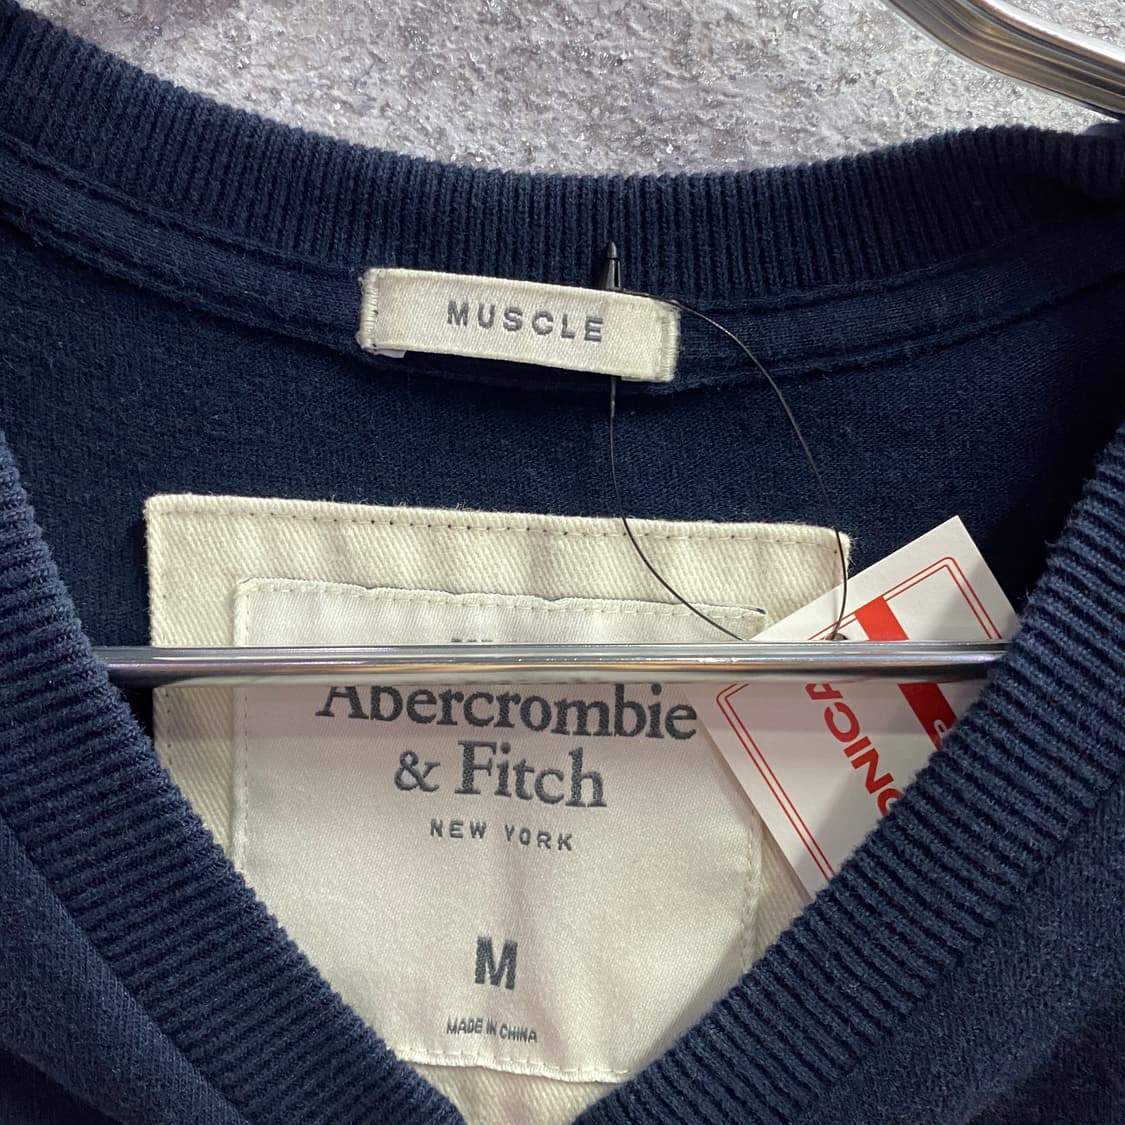 MUSCLE
Abercrombie
& Fitch
NEW YORK
M
MADE IN CHINA